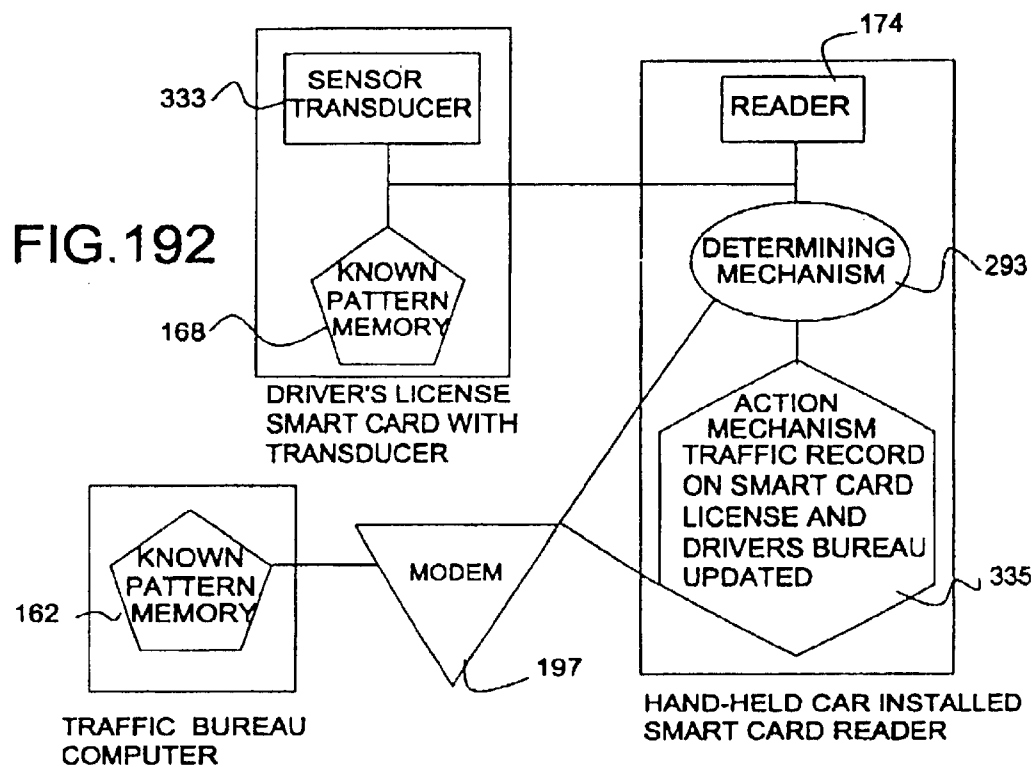 FIG.192
333
SENSOR
TRANSDUCER
KNOWN
PATTERN
MEMORY
168
DRIVER'S LICENSE
SMART CARD WITH
TRANSDUCER
174
READER
DETERMINING
MECHANISM
293
ACTION
MECHANISM
TRAFFIC RECORD
ON SMART CARD
LICENSE AND
DRIVERS BUREAU
UPDATED
335
HAND-HELD CAR INSTALLED
SMART CARD READER
KNOWN
PATTERN
MEMORY
162
TRAFFIC BUREAU
COMPUTER
MODEM
197